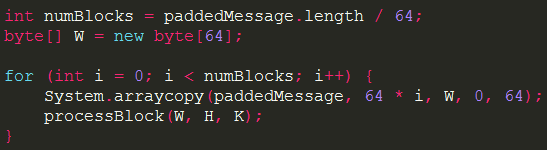 int numBlocks = paddedMessage.length / 64;
byte[] W = new byte[64];

for (int i = 0; i < numBlocks; i++) {
    System.arraycopy(paddedMessage, 64 * i, W, 0, 64);
    processBlock(W, H, K);
}